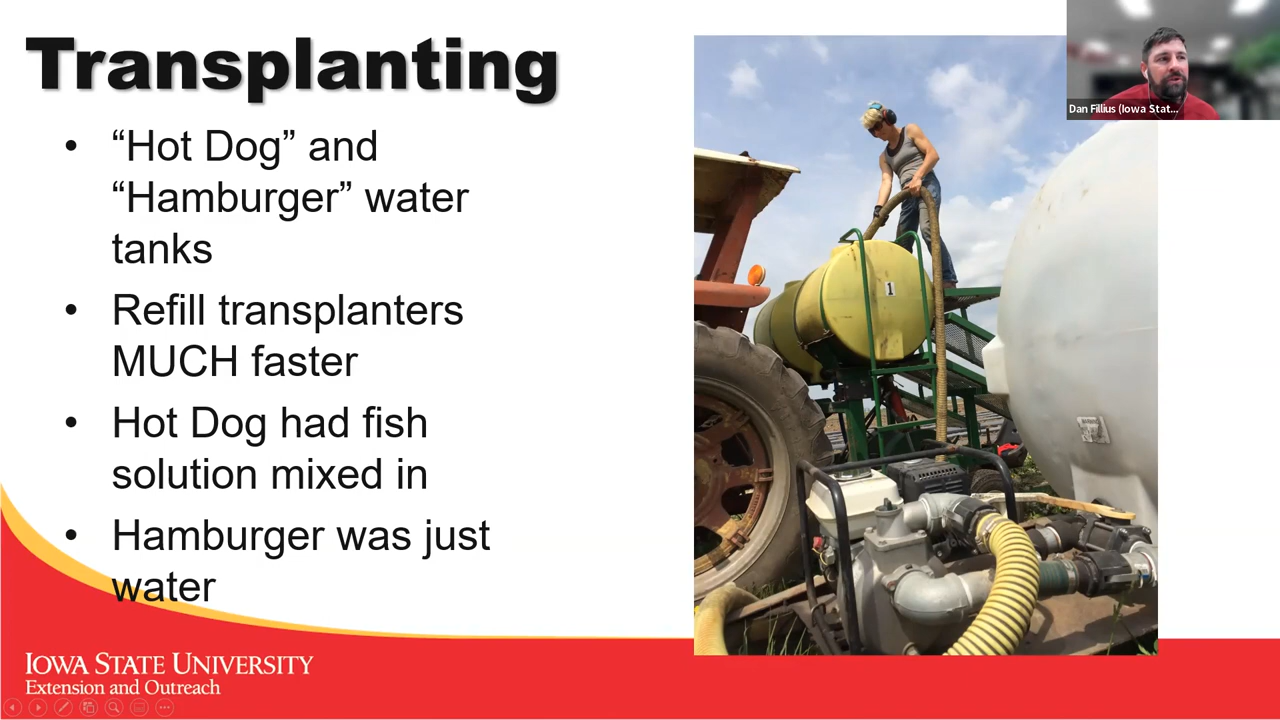 Transplanting
• “Hot Dog” and
“Hamburger” water
tanks
• Refill transplanters
MUCH faster
• Hot Dog had fish
solution mixed in
• Hamburger was just
water
1
Dan Fillius (Iowa Stat...
IOWA STATE UNIVERSITY
Extension and Outreach